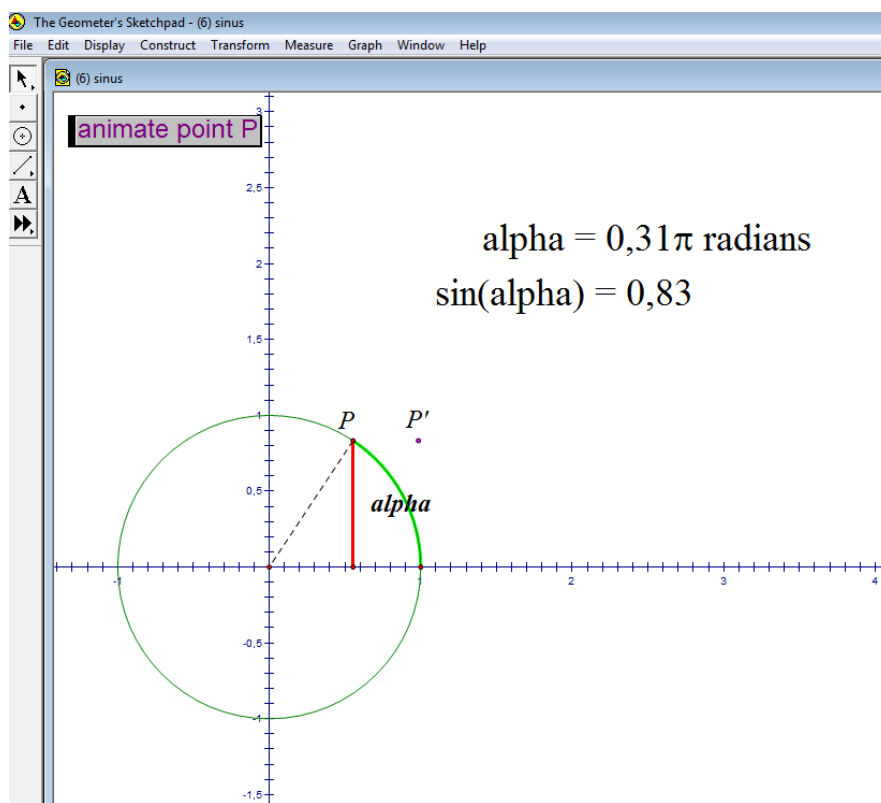 The Geometer's Sketchpad - (6) sinus
File Edit Display Construct Transform Measure Graph Window Help
(6) sinus
A
animate point P
alpha = 0,31π radians
sin(alpha) = 0,83
3
2,5
2
1,5
1
P P'
0,5
alpha
-1 1 2 3 4
-0,5
-1
-1,5